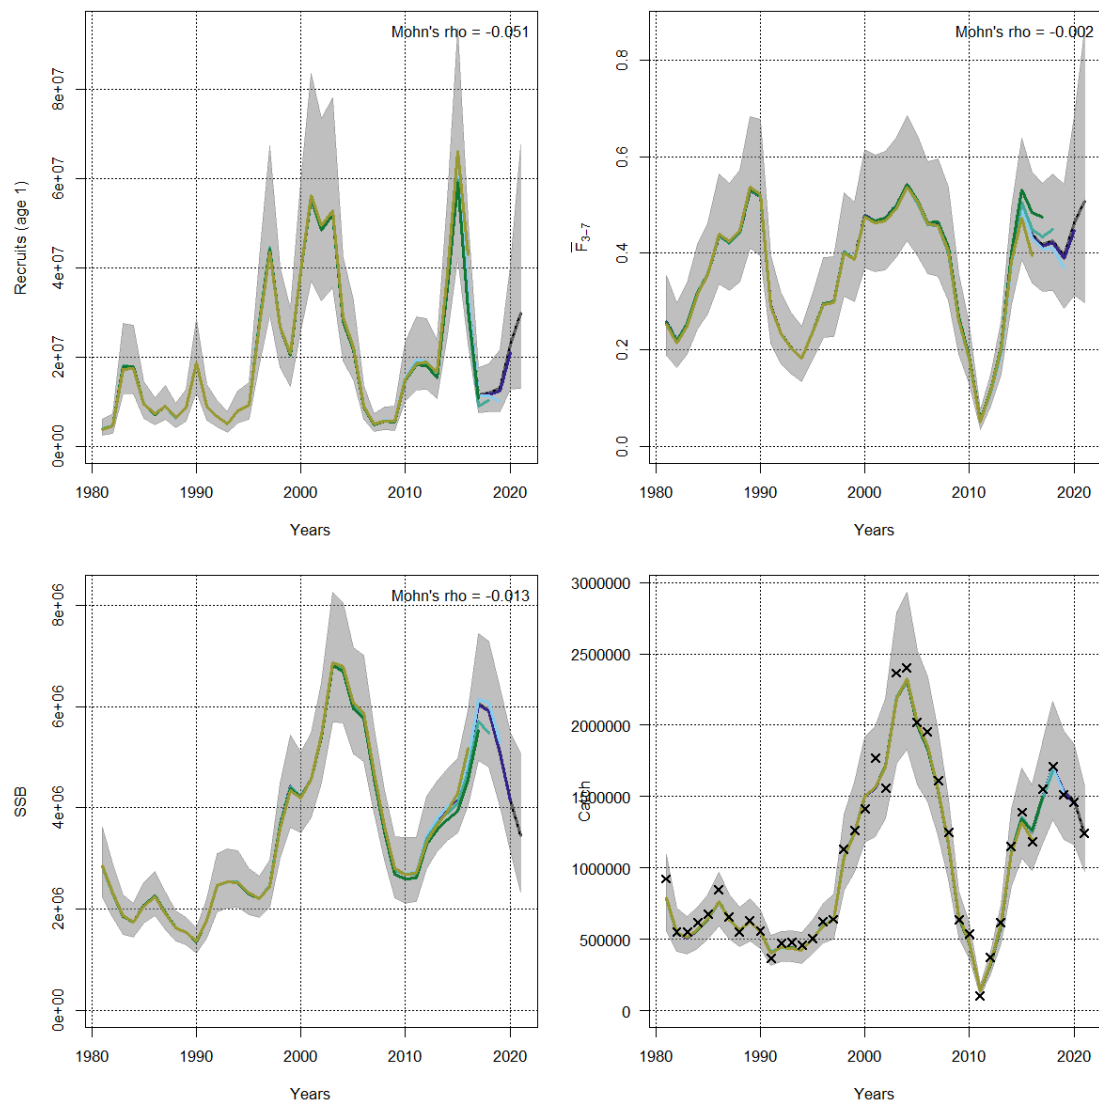 Mohn's rho = -0.051
Recruits (age 1)
8e+07
6e+07
4e+07
2e+07
0e+00
1980 1990 2000 2010 2020
Years
Mohn's rho = -0.002
F̅3−7
0.8
0.6
0.4
0.2
0.0
1980 1990 2000 2010 2020
Years
Mohn's rho = -0.013
SSB
8e+06
6e+06
4e+06
2e+06
0e+00
1980 1990 2000 2010 2020
Years
Catch
3000000
2500000
2000000
1500000
1000000
500000
0
1980 1990 2000 2010 2020
Years